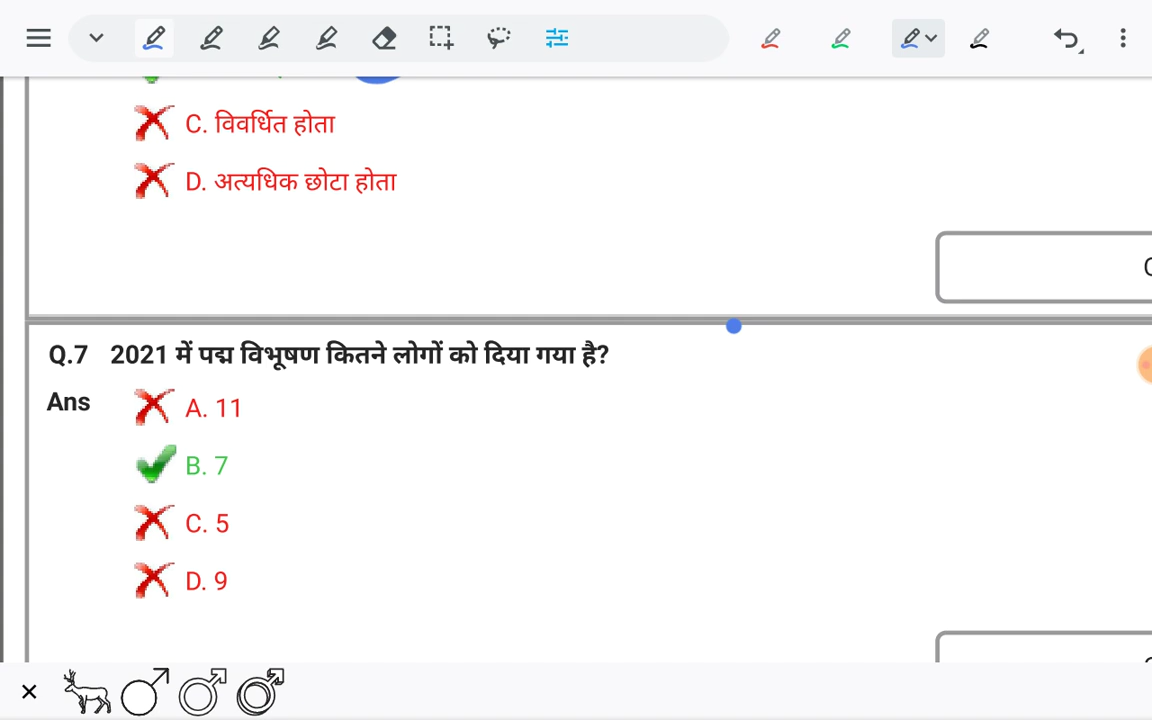 C. विवर्धित होता
D. अत्यधिक छोटा होता
Q.7 2021 में पद्म विभूषण कितने लोगों को दिया गया है?
Ans A. 11
B. 7
C. 5
D. 9